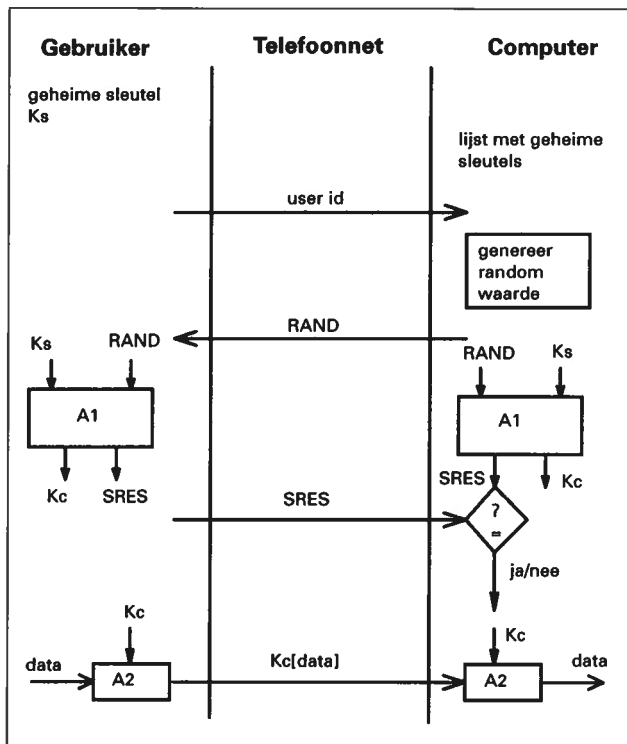 Gebruiker
Telefoonnet
Computer
geheime sleutel
Ks
lijst met geheime
sleutels
user id
genereer
random
waarde
RAND
Ks
RAND
RAND
Ks
A1
A1
Kc
SRES
SRES
SRES
Kc
?
=
ja/nee
Kc
Kc
data
A2
Kc[data]
A2
data